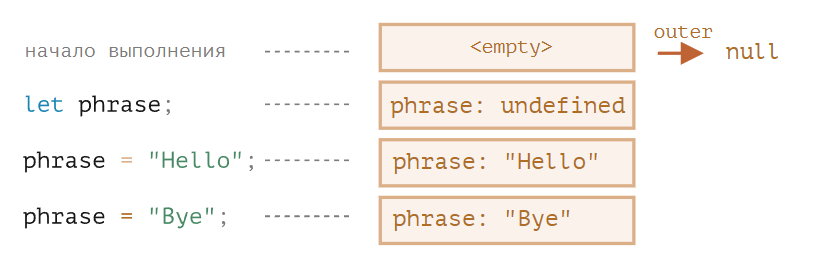 начало выполнения <empty> outer null
let phrase; phrase: undefined
phrase = "Hello"; phrase: "Hello"
phrase = "Bye"; phrase: "Bye"